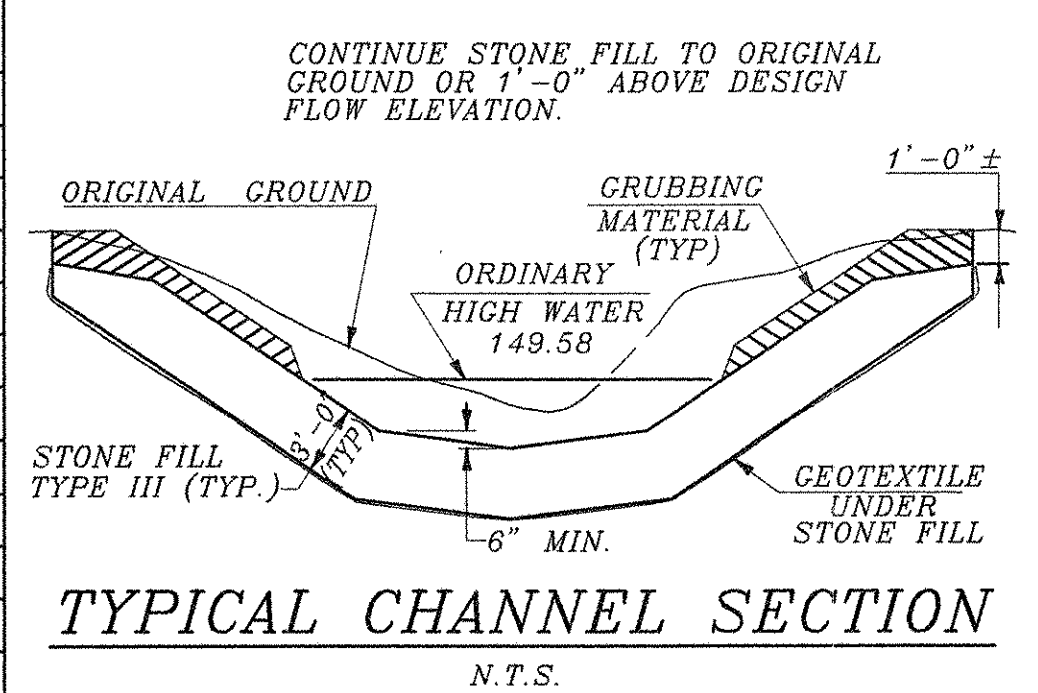 CONTINUE STONE FILL TO ORIGINAL
GROUND OR 1'-0" ABOVE DESIGN
FLOW ELEVATION.
1'-0" ±
ORIGINAL GROUND
GRUBBING
MATERIAL
(TYP)
ORDINARY
HIGH WATER
149.58
3'-0"
(TYP)
STONE FILL
TYPE III (TYP.)
GEOTEXTILE
UNDER
STONE FILL
6" MIN.
TYPICAL CHANNEL SECTION
N.T.S.